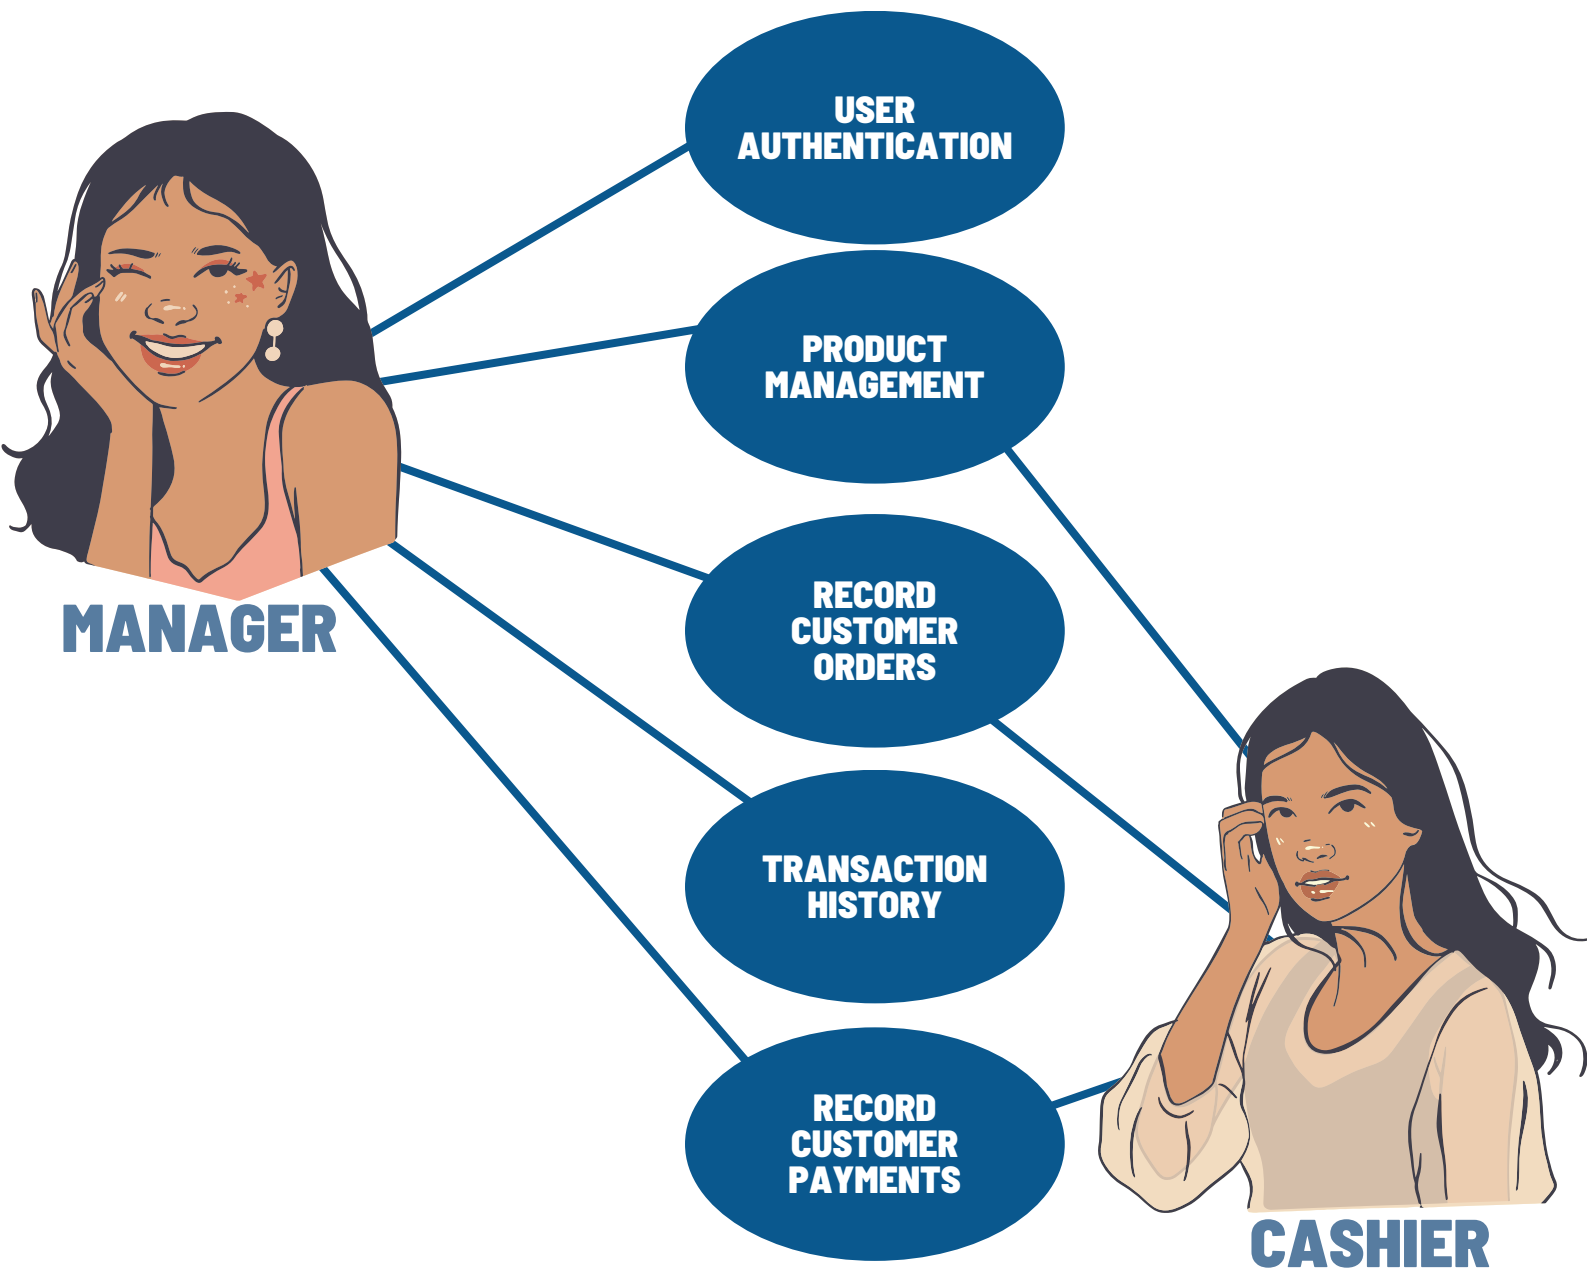 USER
AUTHENTICATION
PRODUCT
MANAGEMENT
RECORD
CUSTOMER
ORDERS
MANAGER
TRANSACTION
HISTORY
RECORD
CUSTOMER
PAYMENTS
CASHIER